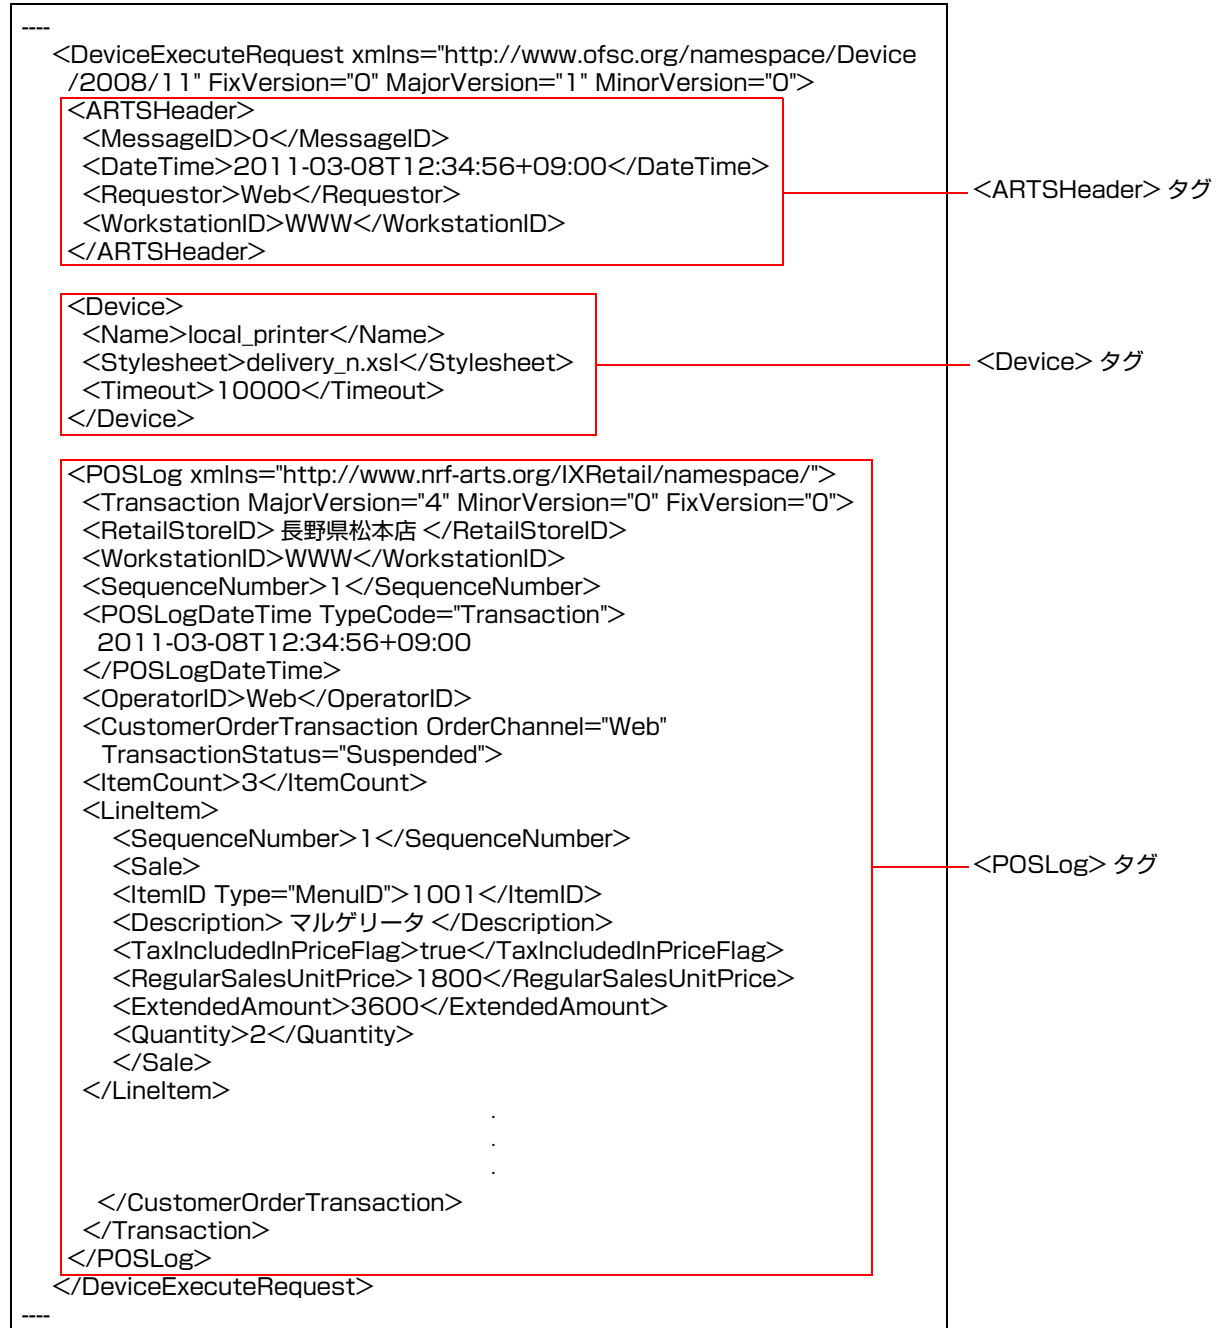 ----
<DeviceExecuteRequest xmlns="http://www.ofsc.org/namespace/Device
/2008/11" FixVersion="0" MajorVersion="1" MinorVersion="0">
<ARTSHeader>
<MessageID>0</MessageID>
<DateTime>2011-03-08T12:34:56+09:00</DateTime>
<Requestor>Web</Requestor>
<WorkstationID>WWW</WorkstationID>
</ARTSHeader>
<ARTSHeader> タグ
<Device>
<Name>local_printer</Name>
<Stylesheet>delivery_n.xsl</Stylesheet>
<Timeout>10000</Timeout>
</Device>
<Device> タグ
<POSLog xmlns="http://www.nrf-arts.org/IXRetail/namespace/">
<Transaction MajorVersion="4" MinorVersion="0" FixVersion="0">
<RetailStoreID> 長野県松本店 </RetailStoreID>
<WorkstationID>WWW</WorkstationID>
<SequenceNumber>1</SequenceNumber>
<POSLogDateTime TypeCode="Transaction">
2011-03-08T12:34:56+09:00
</POSLogDateTime>
<OperatorID>Web</OperatorID>
<CustomerOrderTransaction OrderChannel="Web"
TransactionStatus="Suspended">
<ItemCount>3</ItemCount>
<LineItem>
<SequenceNumber>1</SequenceNumber>
<Sale>
<ItemID Type="MenuID">1001</ItemID>
<Description> マルゲリータ </Description>
<TaxIncludedInPriceFlag>true</TaxIncludedInPriceFlag>
<RegularSalesUnitPrice>1800</RegularSalesUnitPrice>
<ExtendedAmount>3600</ExtendedAmount>
<Quantity>2</Quantity>
</Sale>
</LineItem>
.
.
.
</CustomerOrderTransaction>
</Transaction>
</POSLog>
<POSLog> タグ
</DeviceExecuteRequest>
----